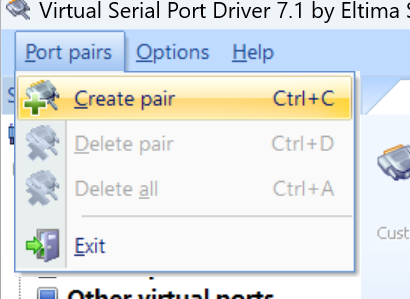 Virtual Serial Port Driver 7.1 by Eltima
Port pairs Options Help
Create pair Ctrl+C
Delete pair Ctrl+D
Delete all Ctrl+A
Exit
Cust
Other virtual ports